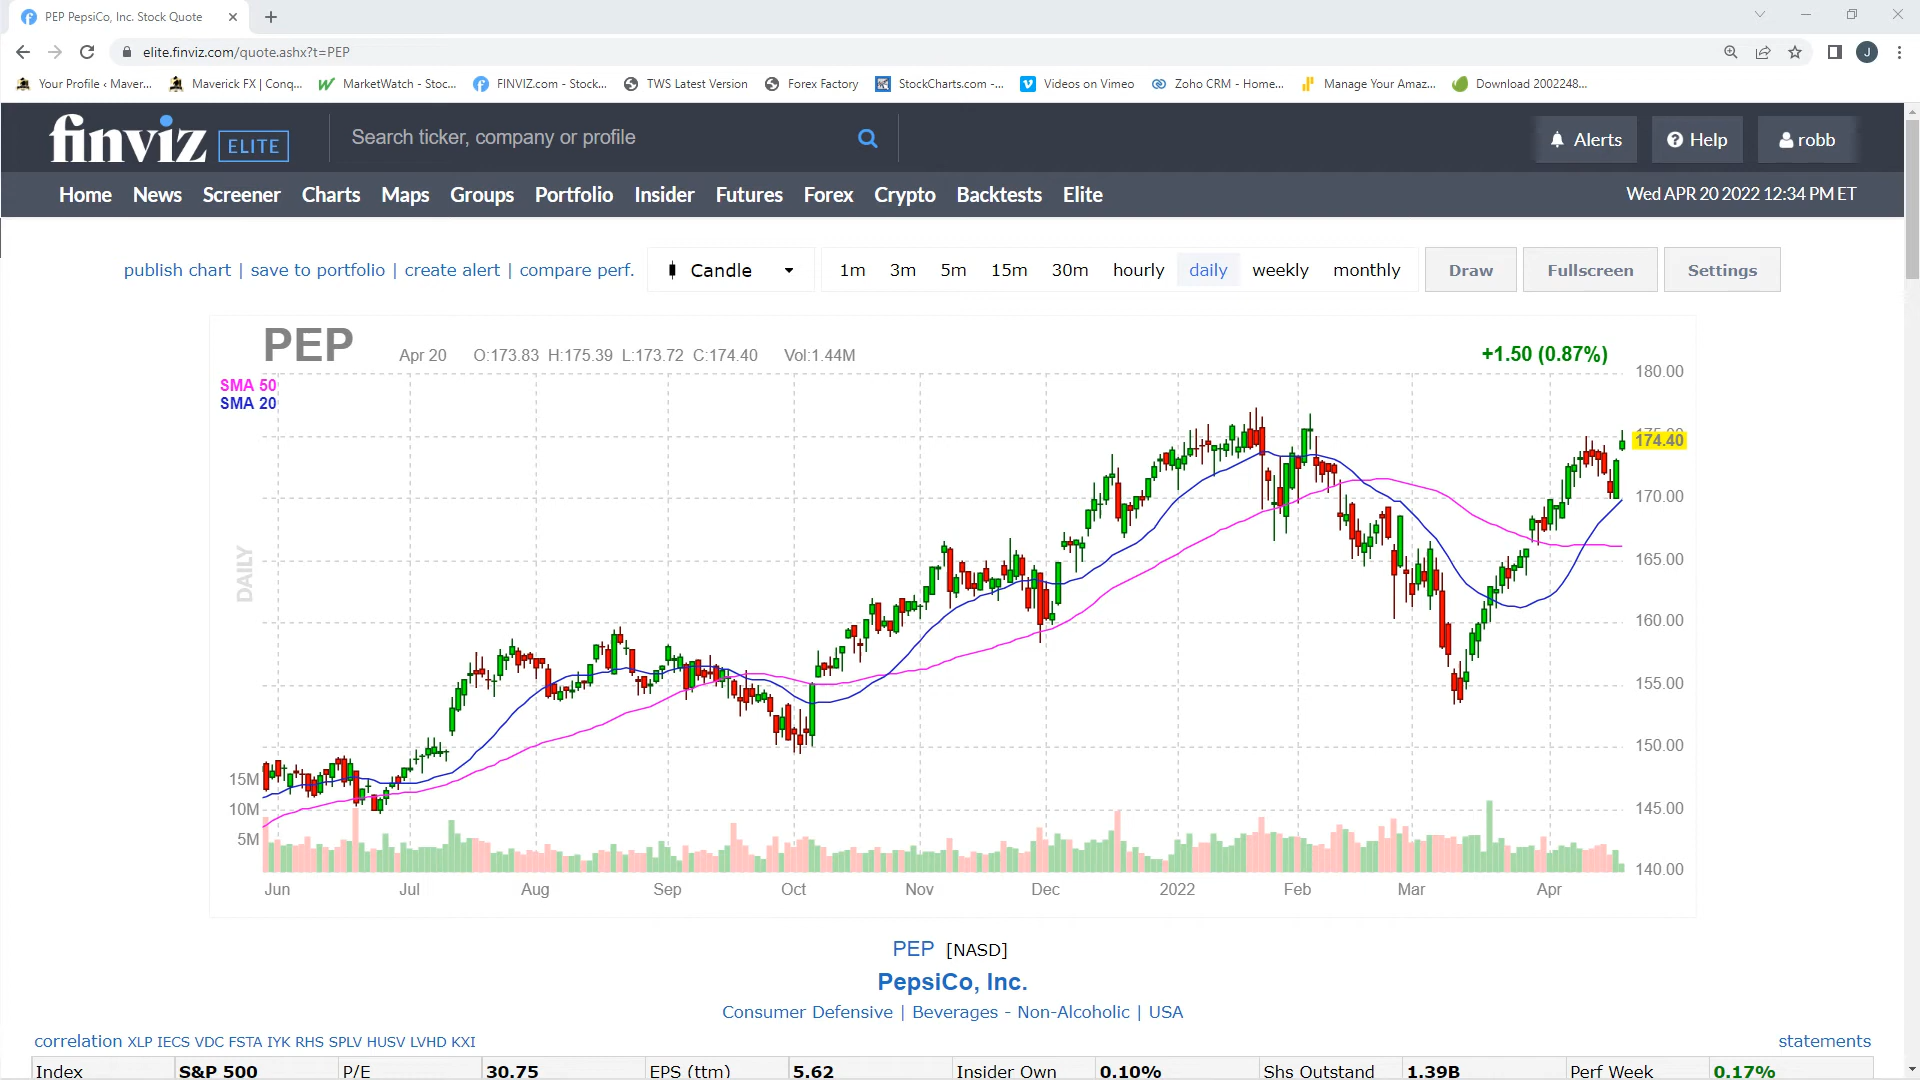 PEP PepsiCo, Inc. Stock Quote
elite.finviz.com/quote.ashx?t=PEP
J
Your Profile ‹ Maver... Maverick FX | Conq... MarketWatch - Stoc... FINVIZ.com - Stock... TWS Latest Version Forex Factory StockCharts.com -... Videos on Vimeo Zoho CRM - Home... Manage Your Amaz... Download 2002248...
finviz ELITE Search ticker, company or profile Alerts Help robb
Home News Screener Charts Maps Groups Portfolio Insider Futures Forex Crypto Backtests Elite Wed APR 20 2022 12:34 PM ET
publish chart | save to portfolio | create alert | compare perf. Candle 1m 3m 5m 15m 30m hourly daily weekly monthly Draw Fullscreen Settings
PEP Apr 20 O:173.83 H:175.39 L:173.72 C:174.40 Vol:1.44M +1.50 (0.87%)
180.00
SMA 50
SMA 20
174.40
170.00
165.00
DAILY
160.00
155.00
150.00
15M
10M 145.00
5M
140.00
Jun Jul Aug Sep Oct Nov Dec 2022 Feb Mar Apr
PEP [NASD]
PepsiCo, Inc.
Consumer Defensive | Beverages - Non-Alcoholic | USA
correlation XLP IECS VDC FSTA IYK RHS SPLV HUSV LVHD KXI statements
Index S&P 500 P/E 30.75 EPS (ttm) 5.62 Insider Own 0.10% Shs Outstand 1.39B Perf Week 0.17%